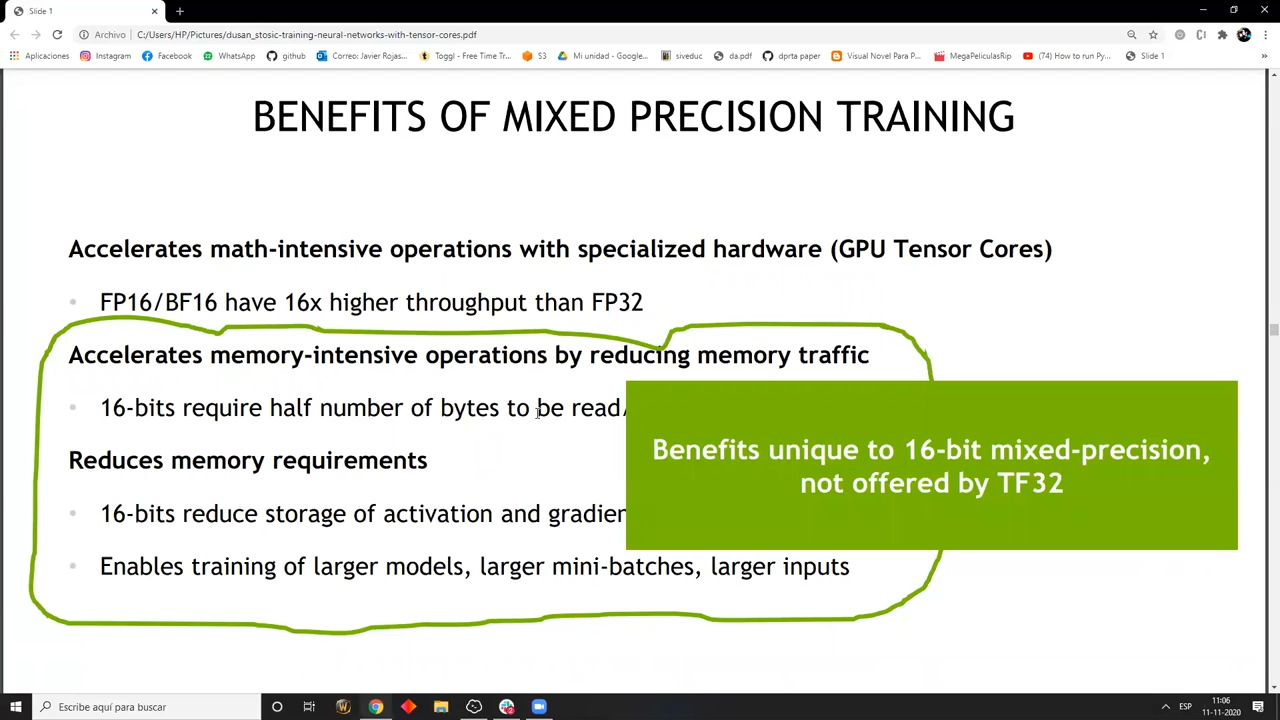 Slide 1
Archivo C:/Users/HP/Pictures/dusan_stosic-training-neural-networks-with-tensor-cores.pdf
Aplicaciones Instagram Facebook WhatsApp github Correo: Javier Rojas... Toggl - Free Time Tr... S3 Mi unidad - Google... siveduc da.pdf dprta paper Visual Novel Para P... MegaPeliculasRip (74) How to run Py... Slide 1
BENEFITS OF MIXED PRECISION TRAINING
Accelerates math-intensive operations with specialized hardware (GPU Tensor Cores)
• FP16/BF16 have 16x higher throughput than FP32
Accelerates memory-intensive operations by reducing memory traffic
• 16-bits require half number of bytes to be read/
Reduces memory requirements
• 16-bits reduce storage of activation and gradien
• Enables training of larger models, larger mini-batches, larger inputs
Benefits unique to 16-bit mixed-precision,
not offered by TF32
Escribe aquí para buscar
ESP
11:06
11-11-2020